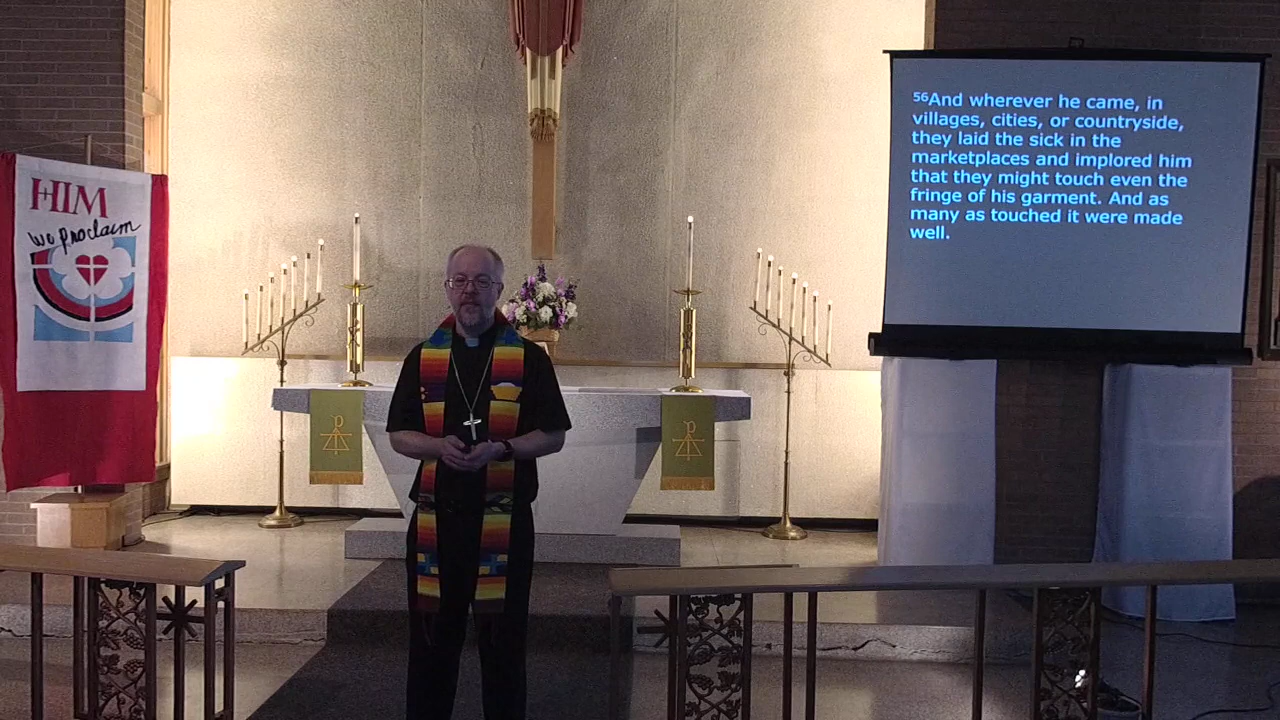 HIM
we proclaim
56And wherever he came, in
villages, cities, or countryside,
they laid the sick in the
marketplaces and implored him
that they might touch even the
fringe of his garment. And as
many as touched it were made
well.